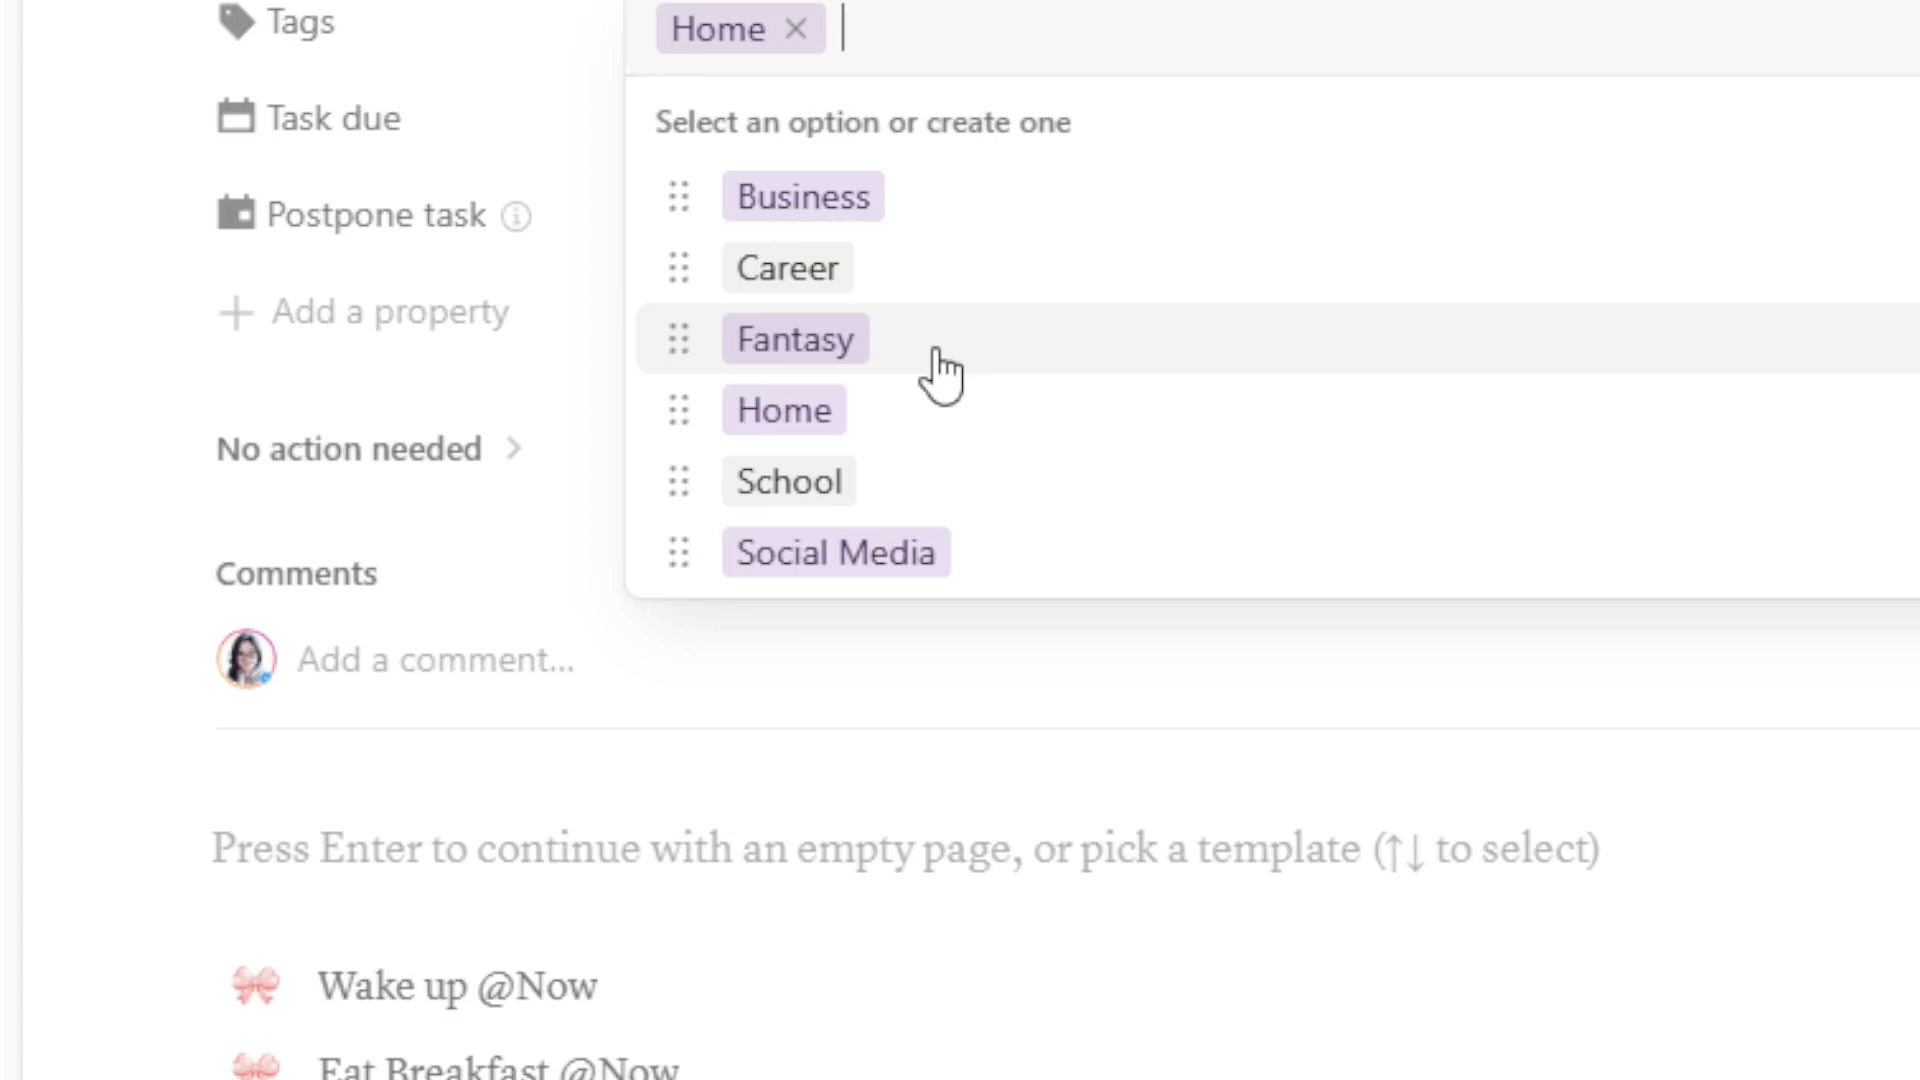 Tags
Home
Task due
Select an option or create one
Business
Postpone task
Career
Add a property
Fantasy
Home
No action needed
School
Social Media
Comments
Add a comment...
Press Enter to continue with an empty page, or pick a template (↑↓ to select)
Wake up @Now
Eat Breakfast @Now